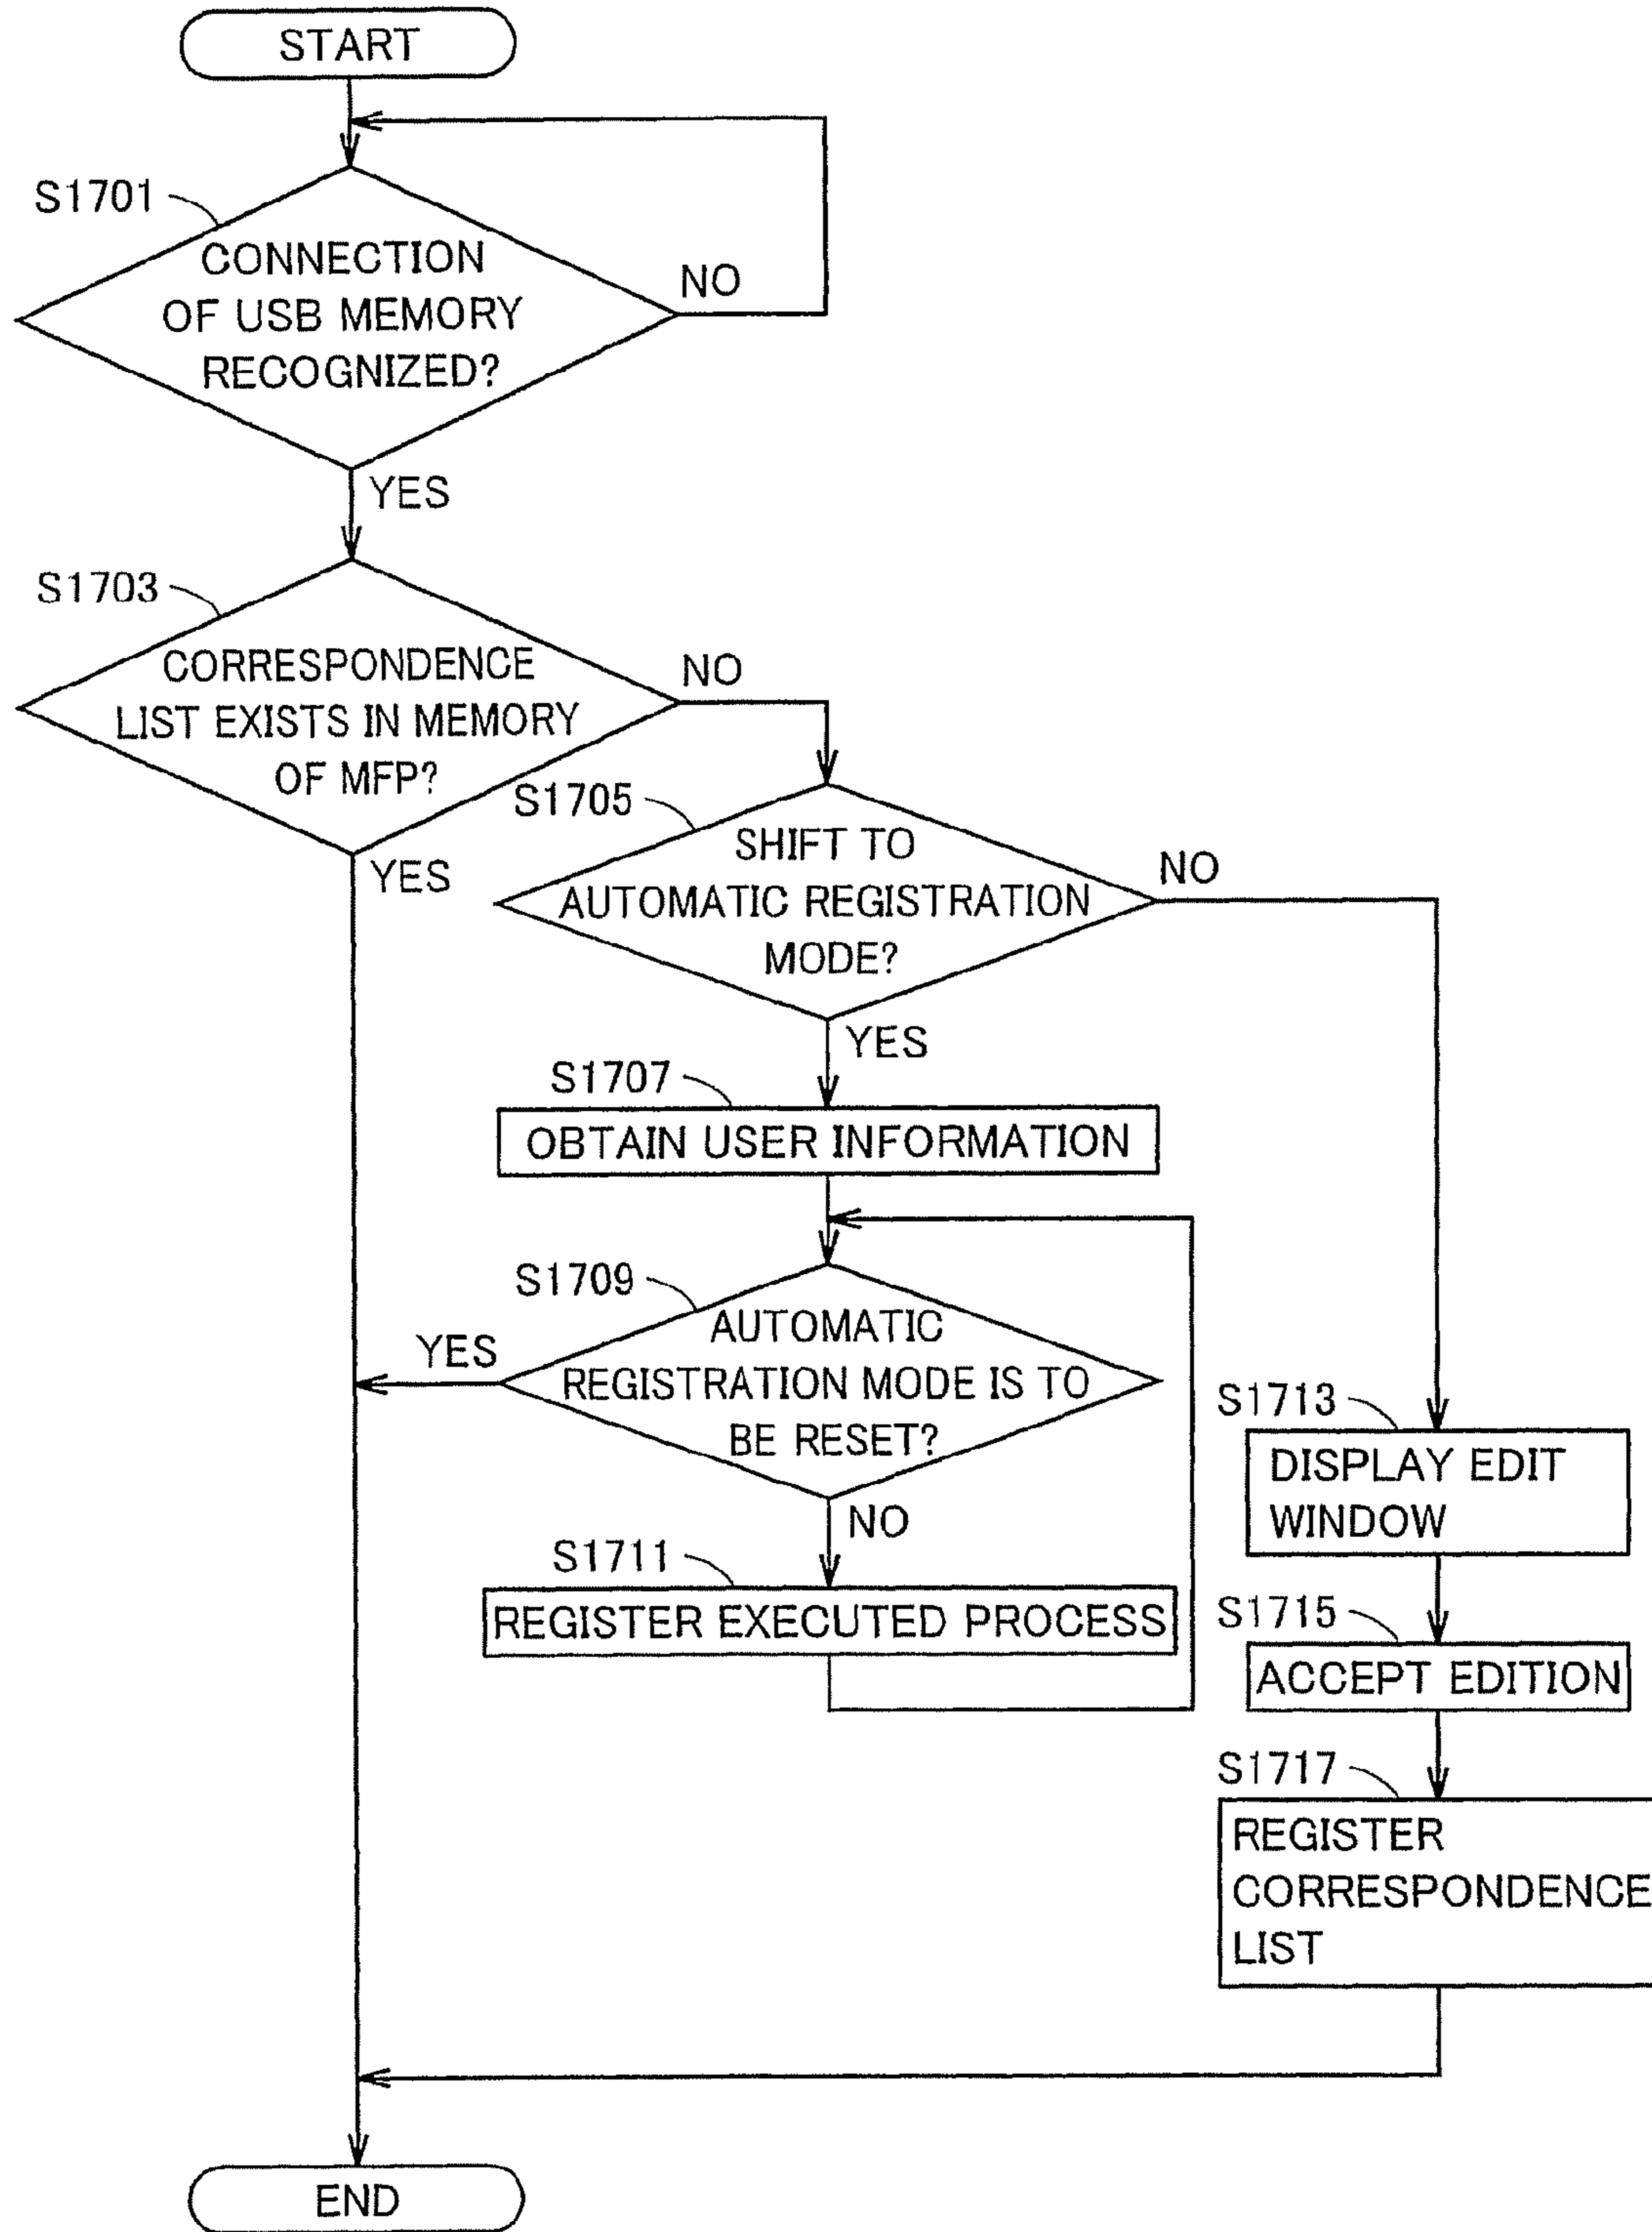 START
S1701
CONNECTION
OF USB MEMORY
RECOGNIZED?
NO
YES
S1703
CORRESPONDENCE
LIST EXISTS IN MEMORY
OF MFP?
NO
YES
S1705
SHIFT TO
AUTOMATIC REGISTRATION
MODE?
NO
YES
S1707
OBTAIN USER INFORMATION
S1709
AUTOMATIC
REGISTRATION MODE IS TO
BE RESET?
YES
NO
S1711
REGISTER EXECUTED PROCESS
S1713
DISPLAY EDIT
WINDOW
S1715
ACCEPT EDITION
S1717
REGISTER
CORRESPONDENCE
LIST
END